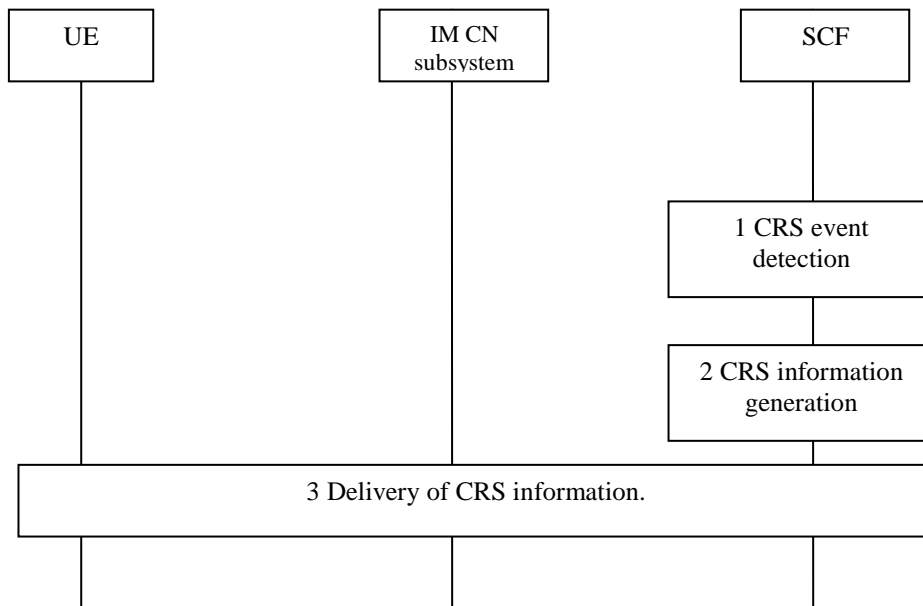 UE
IM CN
subsystem
SCF
1 CRS event
detection
2 CRS information
generation
3 Delivery of CRS information.